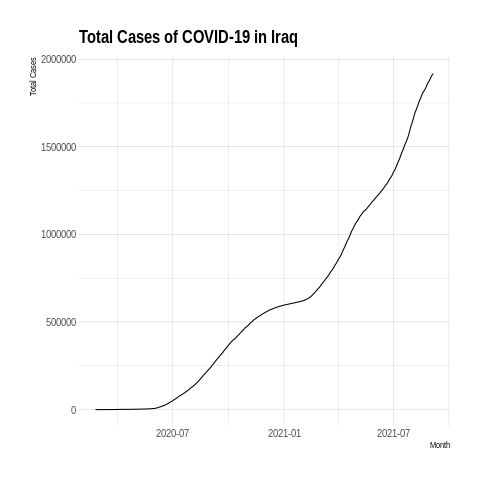 Total Cases of COVID-19 in Iraq
Total Cases
2000000
1500000
1000000
500000
0
2020-07 2021-01 2021-07
Month